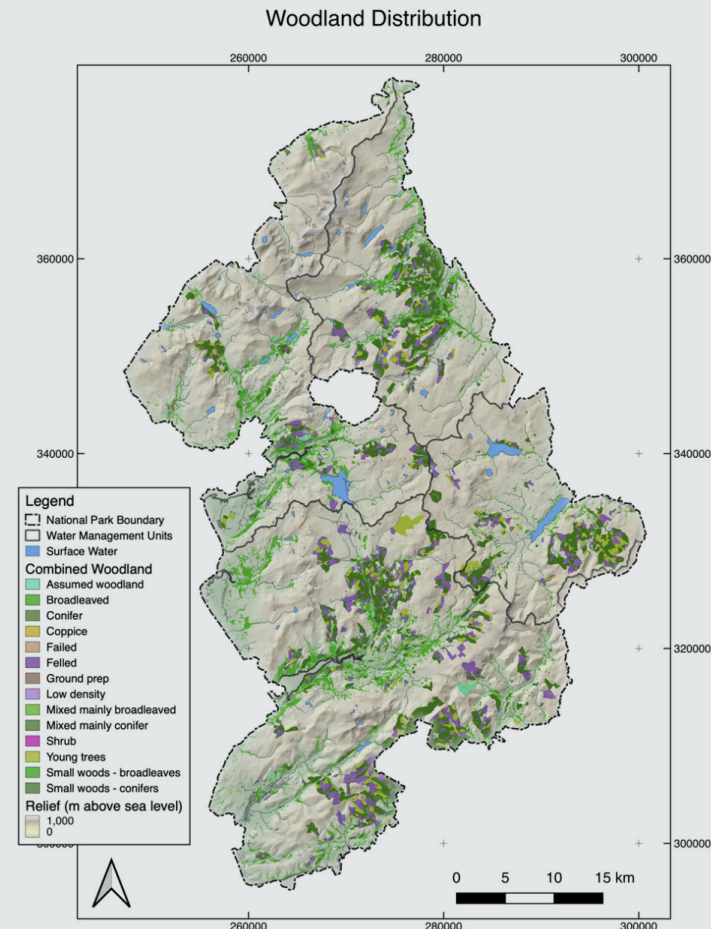 Woodland Distribution
260000
280000
300000
360000
360000
340000
340000
320000
300000
Legend
National Park Boundary
Water Management Units
Surface Water
Combined Woodland
Assumed woodland
Broadleaved
Conifer
Coppice
Failed
Felled
Ground prep
Low density
Mixed mainly broadleaved
Mixed mainly conifer
Shrub
Young trees
Small woods - broadleaves
Small woods - conifers
Relief (m above sea level)
1,000
0
0 5 10 15 km
260000
280000
300000